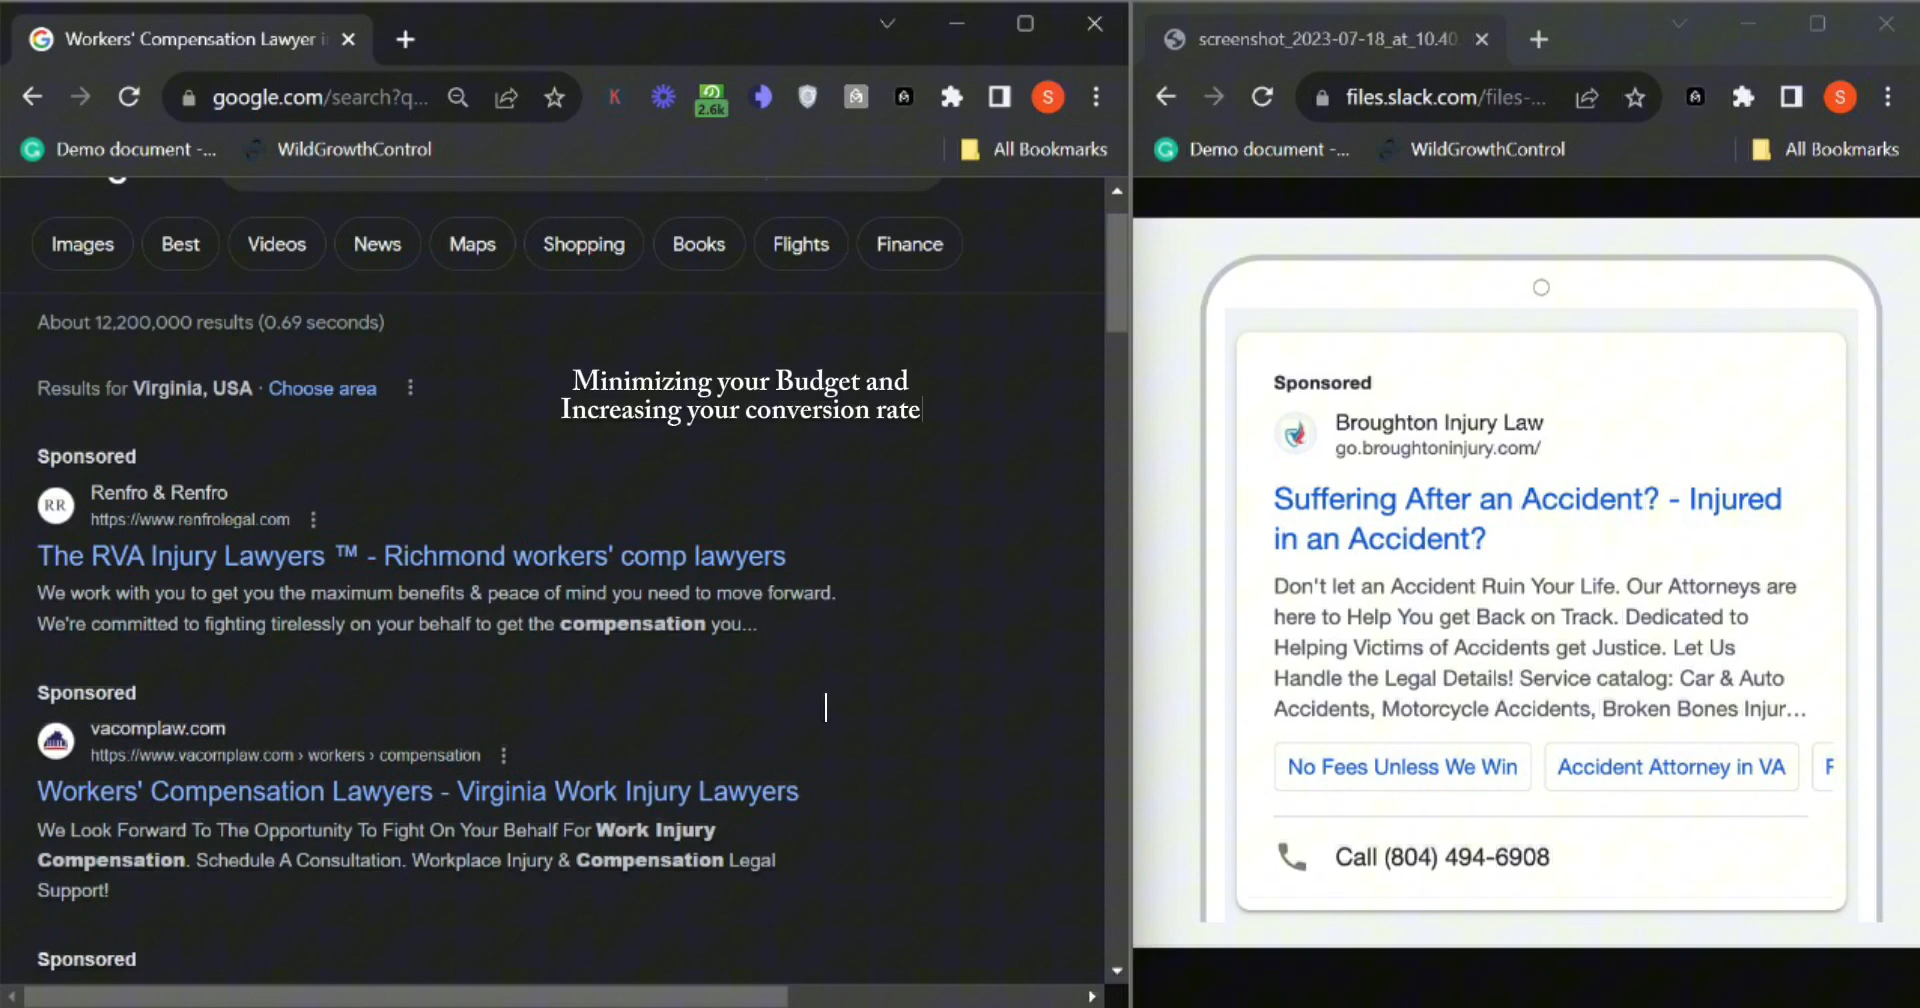 Workers' Compensation Lawyer i
google.com/search?q...
K
2.6k
S
Demo document -...
WildGrowthControl
All Bookmarks
Images
Best
Videos
News
Maps
Shopping
Books
Flights
Finance
About 12,200,000 results (0.69 seconds)
Results for Virginia, USA · Choose area
Minimizing your Budget and
Increasing your conversion rate
Sponsored
RR
Renfro & Renfro
https://www.renfrolegal.com
The RVA Injury Lawyers ™ - Richmond workers' comp lawyers
We work with you to get you the maximum benefits & peace of mind you need to move forward.
We're committed to fighting tirelessly on your behalf to get the compensation you...
Sponsored
vacomplaw.com
https://www.vacomplaw.com › workers › compensation
Workers' Compensation Lawyers - Virginia Work Injury Lawyers
We Look Forward To The Opportunity To Fight On Your Behalf For Work Injury
Compensation. Schedule A Consultation. Workplace Injury & Compensation Legal
Support!
Sponsored
screenshot_2023-07-18_at_10.40
files.slack.com/files-...
S
Demo document -...
WildGrowthControl
All Bookmarks
Sponsored
Broughton Injury Law
go.broughtoninjury.com/
Suffering After an Accident? - Injured
in an Accident?
Don't let an Accident Ruin Your Life. Our Attorneys are
here to Help You get Back on Track. Dedicated to
Helping Victims of Accidents get Justice. Let Us
Handle the Legal Details! Service catalog: Car & Auto
Accidents, Motorcycle Accidents, Broken Bones Injur...
No Fees Unless We Win
Accident Attorney in VA
Call (804) 494-6908